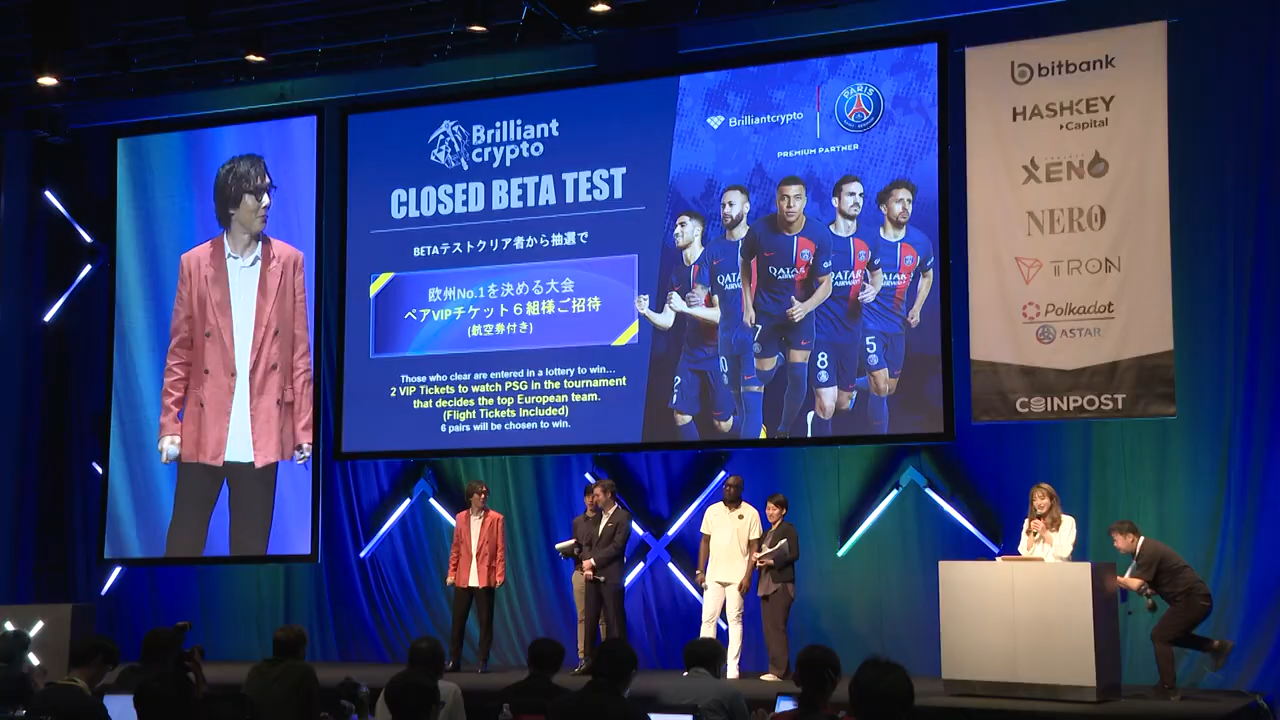 Brilliant
crypto
CLOSED BETA TEST
BETAテストクリア者から抽選で
欧州No.1を決める大会
ペアVIPチケット6組様ご招待
(航空券付き)
Those who clear are entered in a lottery to win...
2 VIP Tickets to watch PSG in the tournament
that decides the top European team.
(Flight Tickets Included)
6 pairs will be chosen to win.
Brilliantcrypto
PARIS
PREMIUM PARTNER
QATAR
AIRWAYS
7
8
5
bitbank
HASHKEY
Capital
XENO
NERO
TRON
Polkadot
ASTAR
COINPOST